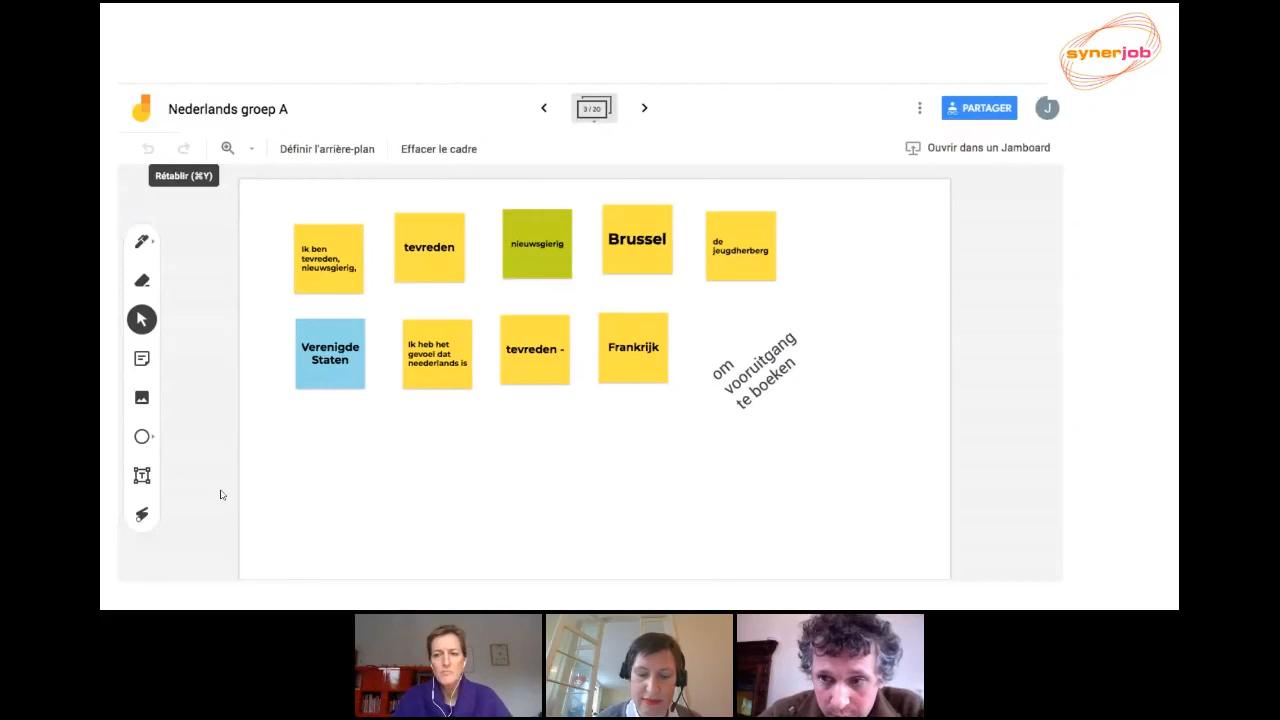 synerjob
Nederlands groep A
3 / 20
PARTAGER
J
Définir l'arrière-plan
Effacer le cadre
Ouvrir dans un Jamboard
Rétablir (⌘Y)
Ik ben
tevreden,
nieuwsgierig,
tevreden
nieuwsgierig
Brussel
de
jeugdherberg
Verenigde
Staten
Ik heb het
gevoel dat
neederlands is
tevreden -
Frankrijk
om
vooruitgang
te boeken
T